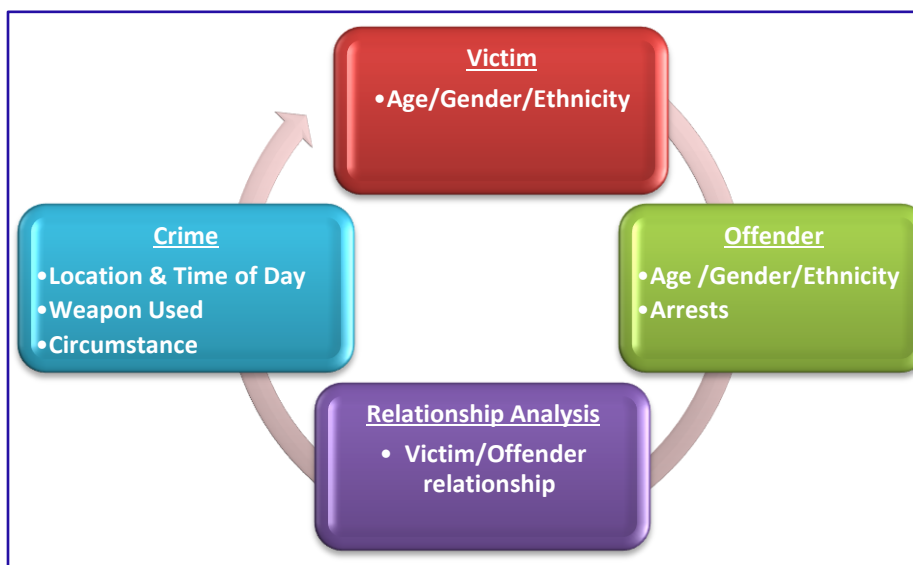 Victim
•Age/Gender/Ethnicity
Crime
•Location & Time of Day
•Weapon Used
•Circumstance
Offender
•Age /Gender/Ethnicity
•Arrests
Relationship Analysis
• Victim/Offender
relationship